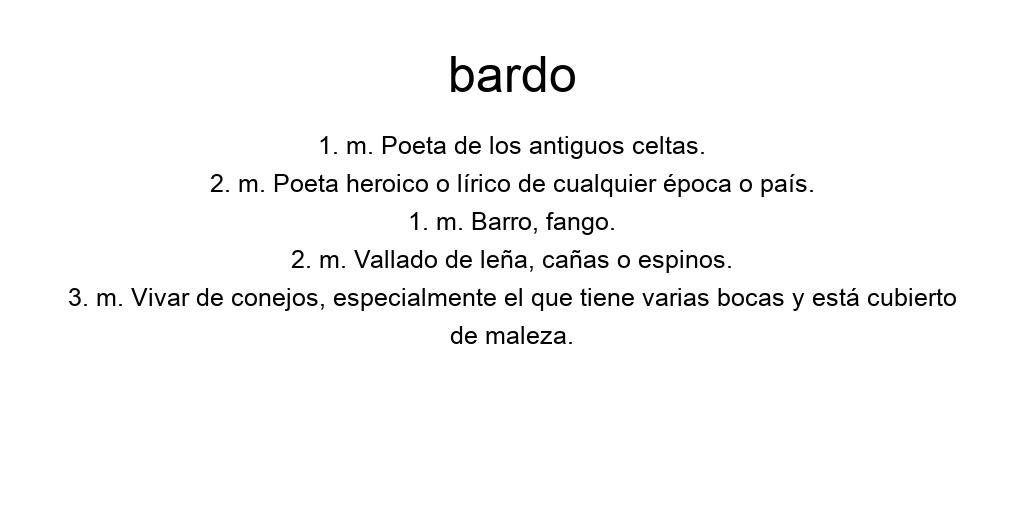 bardo
1. m. Poeta de los antiguos celtas.
2. m. Poeta heroico o lírico de cualquier época o país.
1. m. Barro, fango.
2. m. Vallado de leña, cañas o espinos.
3. m. Vivar de conejos, especialmente el que tiene varias bocas y está cubierto
de maleza.